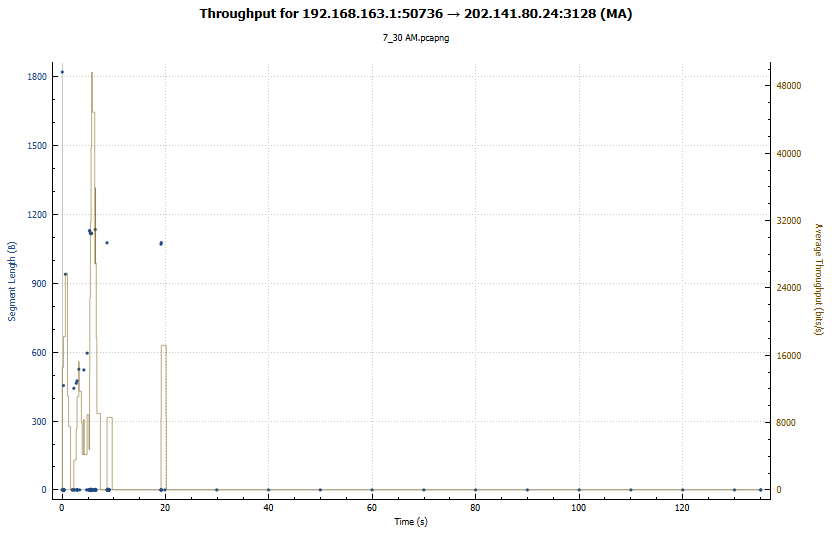 Throughput for 192.168.163.1:50736 → 202.141.80.24:3128 (MA)
7_30 AM.pcapng
Segment Length (B)
1800
1500
1200
900
600
300
0
48000
40000
32000
24000
16000
8000
0
Average Throughput (bits/s)
0 20 40 60 80 100 120
Time (s)